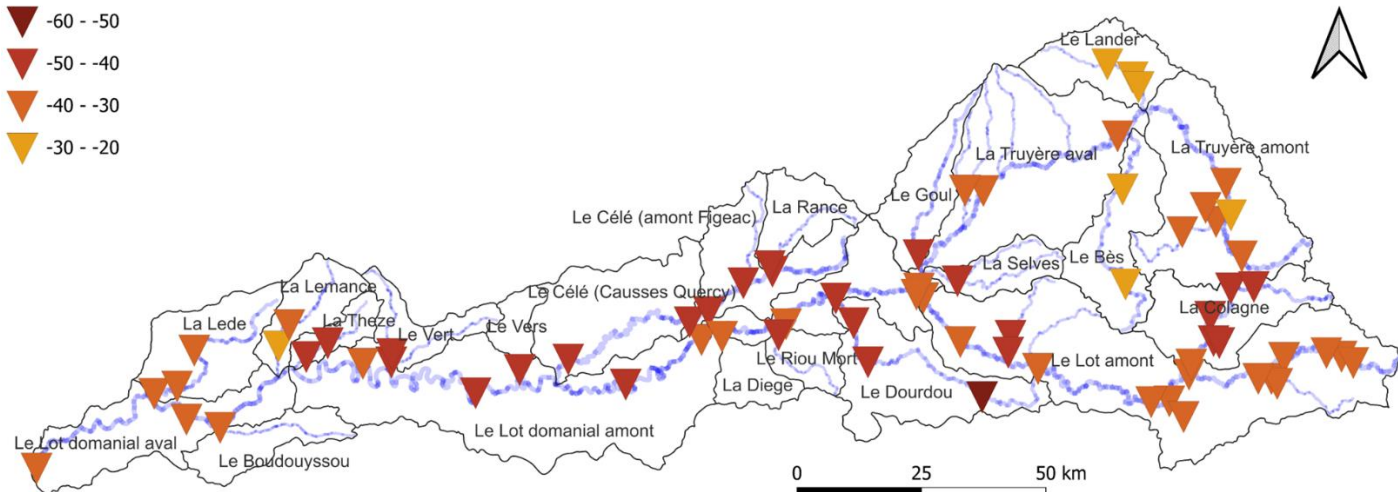 -60 - -50
-50 - -40
-40 - -30
-30 - -20
Le Lander
La Truyère aval
La Truyère amont
Le Goul
La Rance
Le Célé (amont Figeac)
La Selves
Le Bès
La Lemance
Le Célé (Causses Quercy)
La Colagne
La Lede
La Theze
Le Vert
Le Vers
Le Riou Mort
Le Lot amont
La Diege
Le Dourdou
Le Lot domanial aval
Le Lot domanial amont
Le Boudouyssou
0 25 50 km